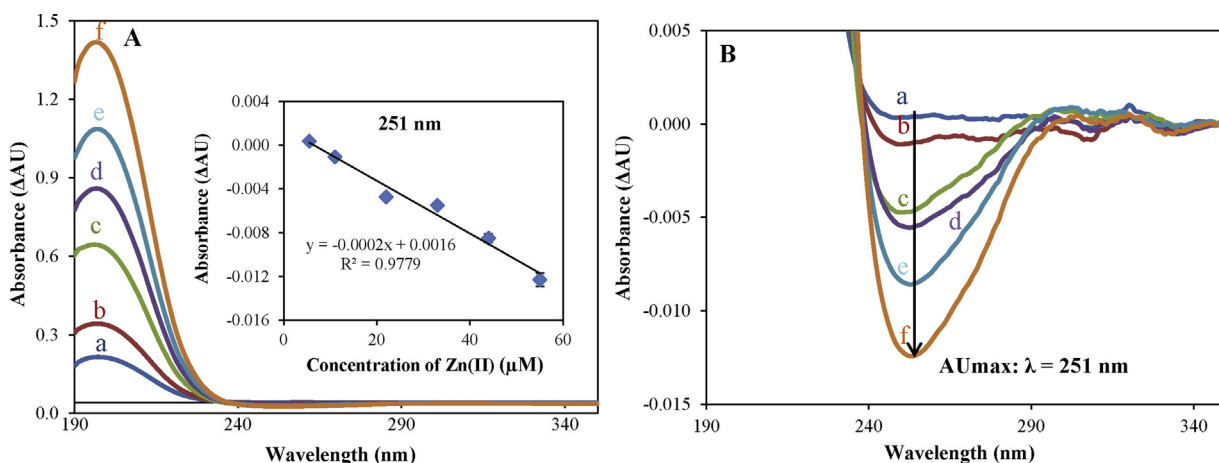 A
1.5
1.2
0.9
0.6
0.3
0.0
Absorbance (ΔAU)
190
240
290
340
Wavelength (nm)
f
e
d
c
b
a
251 nm
0.004
0.000
-0.004
-0.008
-0.012
-0.016
Absorbance (ΔAU)
y = -0.0002x + 0.0016
R² = 0.9779
0
20
40
60
Concentration of Zn(II) (µM)
B
0.005
0.000
-0.005
-0.010
-0.015
Absorbance (ΔAU)
190
240
290
340
Wavelength (nm)
a
b
c
d
e
f
AUmax: λ = 251 nm